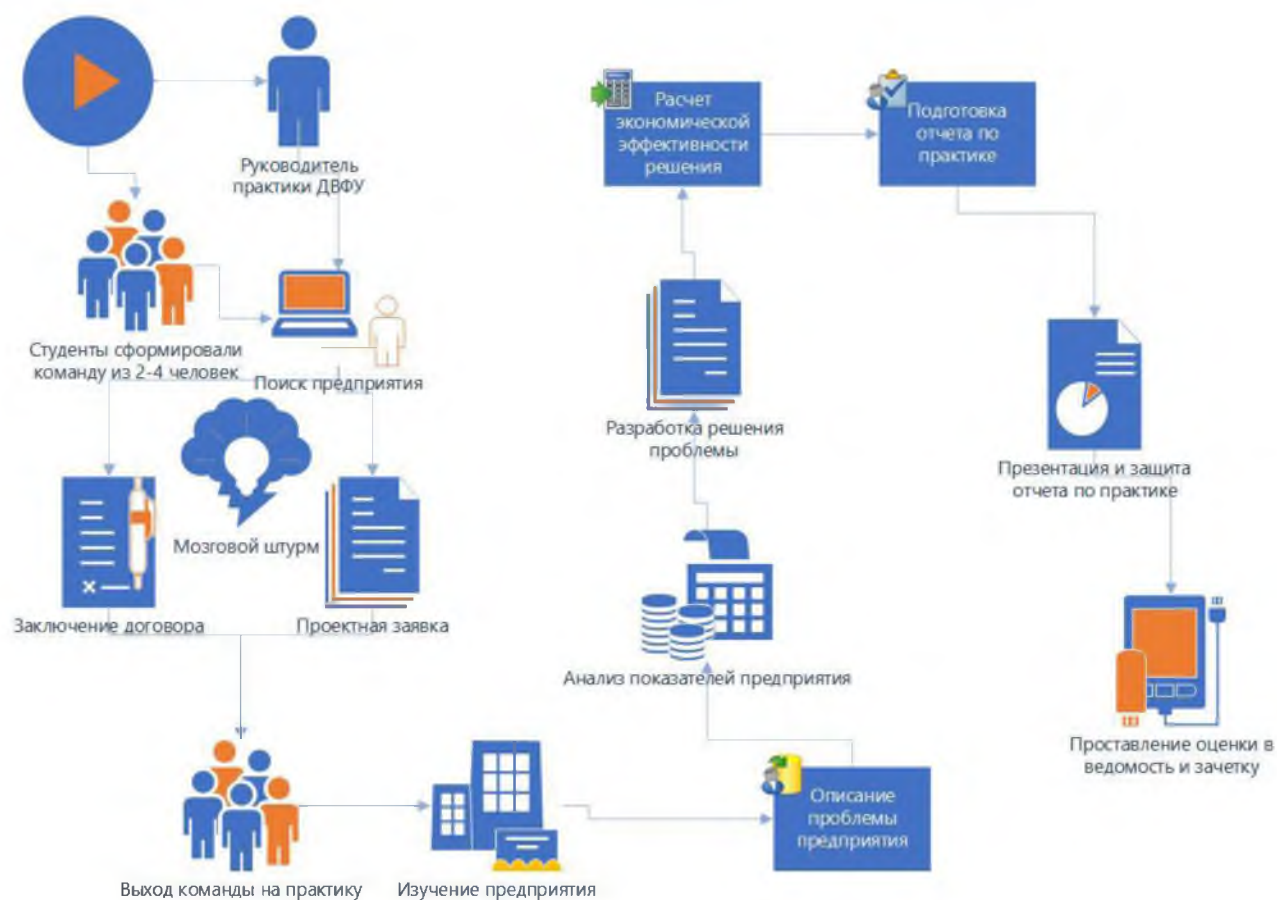 Руководитель
практики ДВФУ
Студенты сформировали
команду из 2-4 человек
Поиск предприятия
Мозговой штурм
Заключение договора
Проектная заявка
Выход команды на практику
Изучение предприятия
Описание
проблемы
предприятия
Анализ показателей предприятия
Разработка решения
проблемы
Расчет
экономической
эффективности
решения
Подготовка
отчета по
практике
Презентация и защита
отчета по практике
Проставление оценки в
ведомость и зачетку